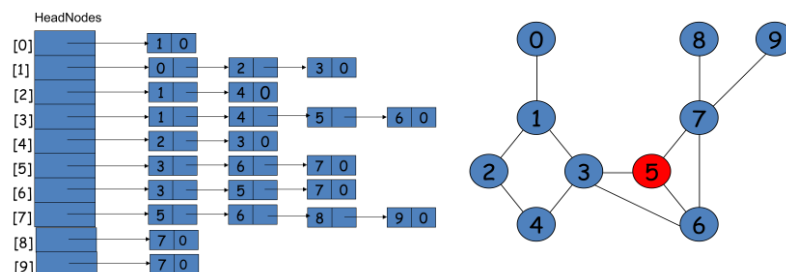 HeadNodes
[0] 1 0
[1] 0 2 3 0
[2] 1 4 0
[3] 1 4 5 6 0
[4] 2 3 0
[5] 3 6 7 0
[6] 3 5 7 0
[7] 5 6 8 9 0
[8] 7 0
[9] 7 0
0 8 9
1 7
2 3 5
4 6